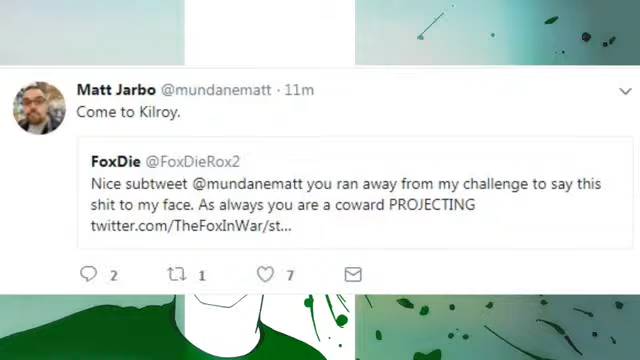 Matt Jarbo @mundanematt · 11m
Come to Kilroy.
FoxDie @FoxDieRox2
Nice subtweet @mundanematt you ran away from my challenge to say this
shit to my face. As always you are a coward PROJECTING
twitter.com/TheFoxInWar/st...
2 1 7